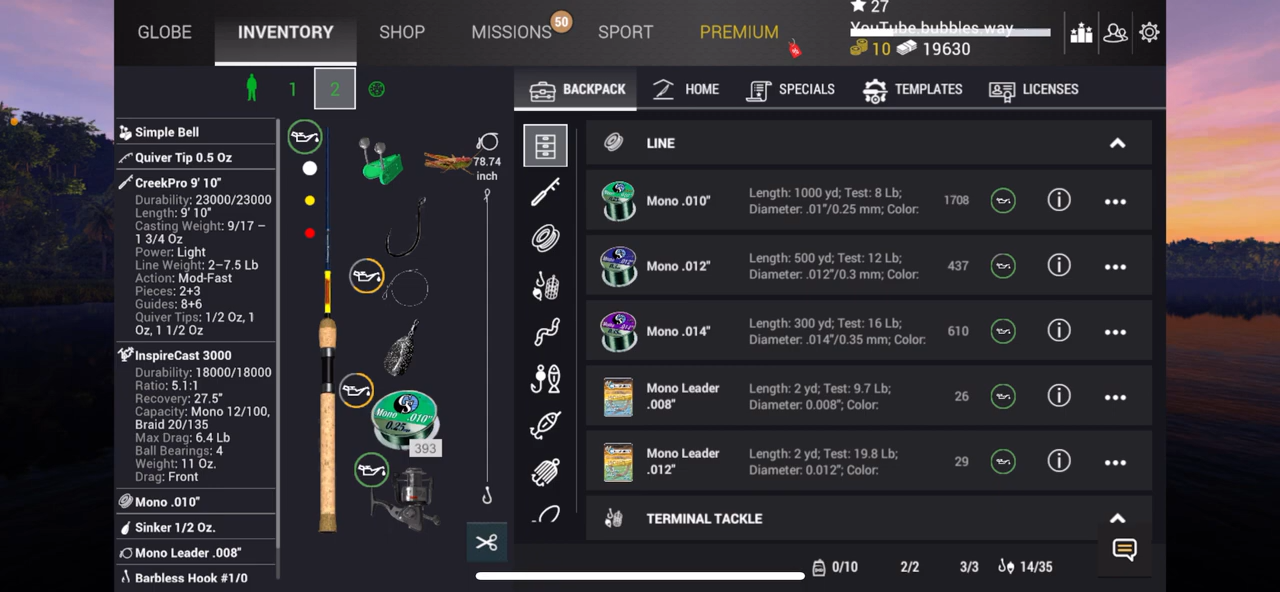 GLOBE
INVENTORY
SHOP
MISSIONS
50
SPORT
PREMIUM
27
YouTube.bubbles way
10 19630
1
2
BACKPACK
HOME
SPECIALS
TEMPLATES
LICENSES
Simple Bell
Quiver Tip 0.5 Oz
CreekPro 9' 10"
Durability: 23000/23000
Length: 9' 10"
Casting Weight: 9/17 –
1 3/4 Oz
Power: Light
Line Weight: 2–7.5 Lb
Action: Mod-Fast
Pieces: 2+3
Guides: 8+6
Quiver Tips: 1/2 Oz, 1
Oz, 1 1/2 Oz
InspireCast 3000
Durability: 18000/18000
Ratio: 5.1:1
Recovery: 27.5"
Capacity: Mono 12/100,
Braid 20/135
Max Drag: 6.4 Lb
Ball Bearings: 4
Weight: 11 Oz.
Drag: Front
Mono .010"
Sinker 1/2 Oz.
Mono Leader .008"
Barbless Hook #1/0
78.74
inch
Mono .010"
0.25
393
LINE
Mono .010"
Length: 1000 yd; Test: 8 Lb;
Diameter: .01"/0.25 mm; Color:
1708
Mono .012"
Length: 500 yd; Test: 12 Lb;
Diameter: .012"/0.3 mm; Color:
437
Mono .014"
Length: 300 yd; Test: 16 Lb;
Diameter: .014"/0.35 mm; Color:
610
Mono Leader
.008"
Length: 2 yd; Test: 9.7 Lb;
Diameter: 0.008"; Color:
26
Mono Leader
.012"
Length: 2 yd; Test: 19.8 Lb;
Diameter: 0.012"; Color:
29
TERMINAL TACKLE
0/10
2/2
3/3
14/35